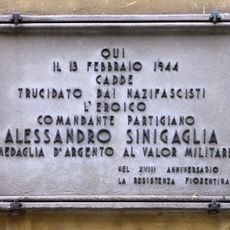 QUI
IL 13 FEBBRAIO 1944
CADDE
TRUCIDATO DAI NAZIFASCISTI
L'EROICO
COMANDANTE PARTIGIANO
ALESSANDRO SINIGAGLIA
MEDAGLIA D'ARGENTO AL VALOR MILITARE
NEL XVIII ANNIVERSARIO
LA RESISTENZA FIORENTINA